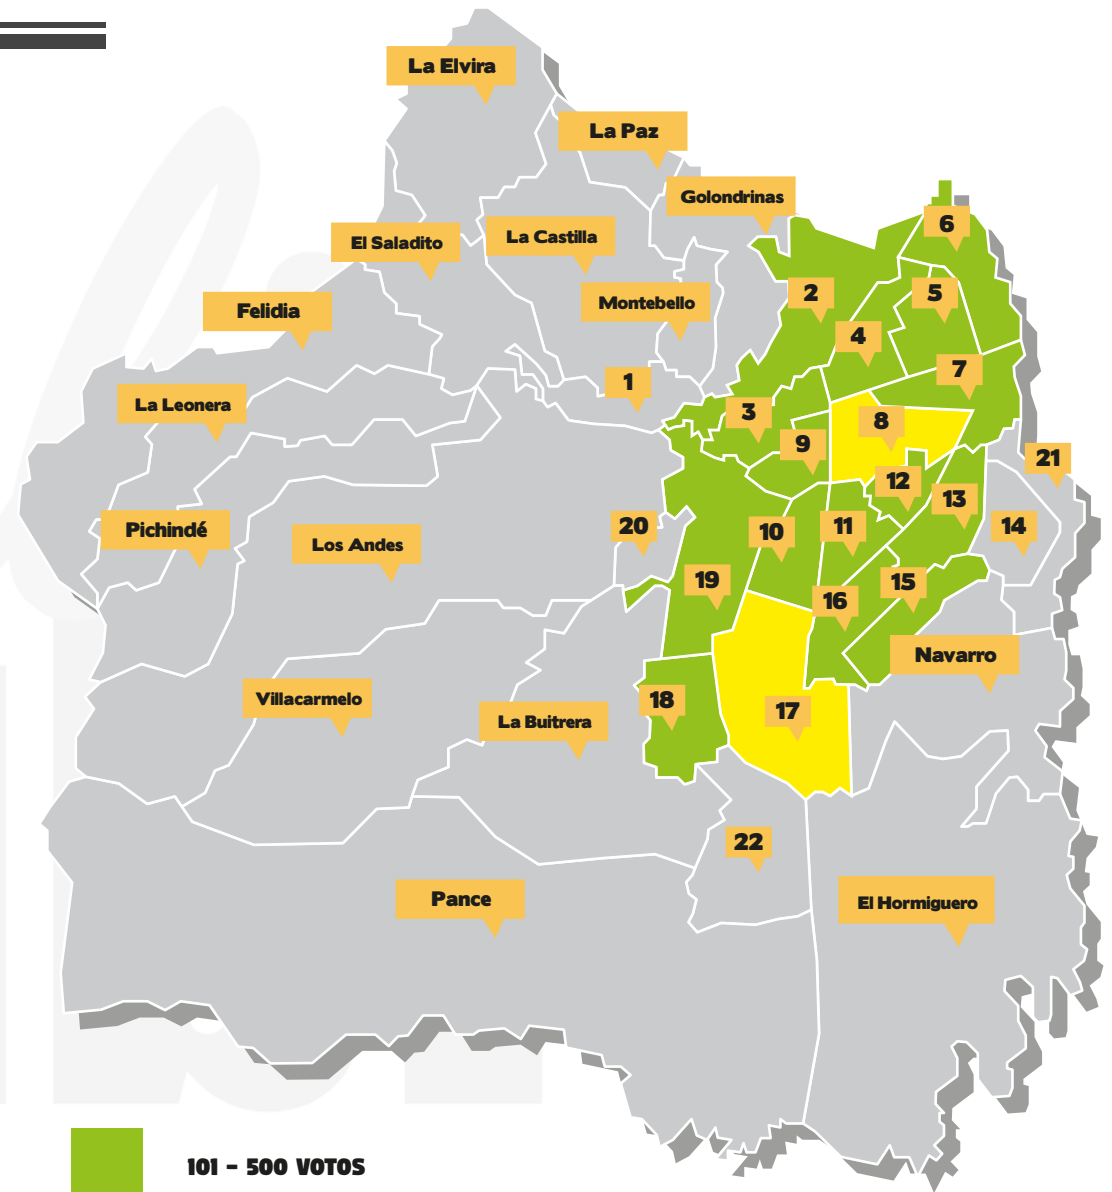 La Elvira
La Paz
Golondrinas
6
El Saladito
La Castilla
2
5
Felidia
Montebello
4
7
1
La Leonera
3
8
9
21
12
13
Pichindé
Los Andes
20
10
11
14
19
15
16
Navarro
Villacarmelo
18
17
La Buitrera
22
Pance
El Hormiguero
101 - 500 VOTOS